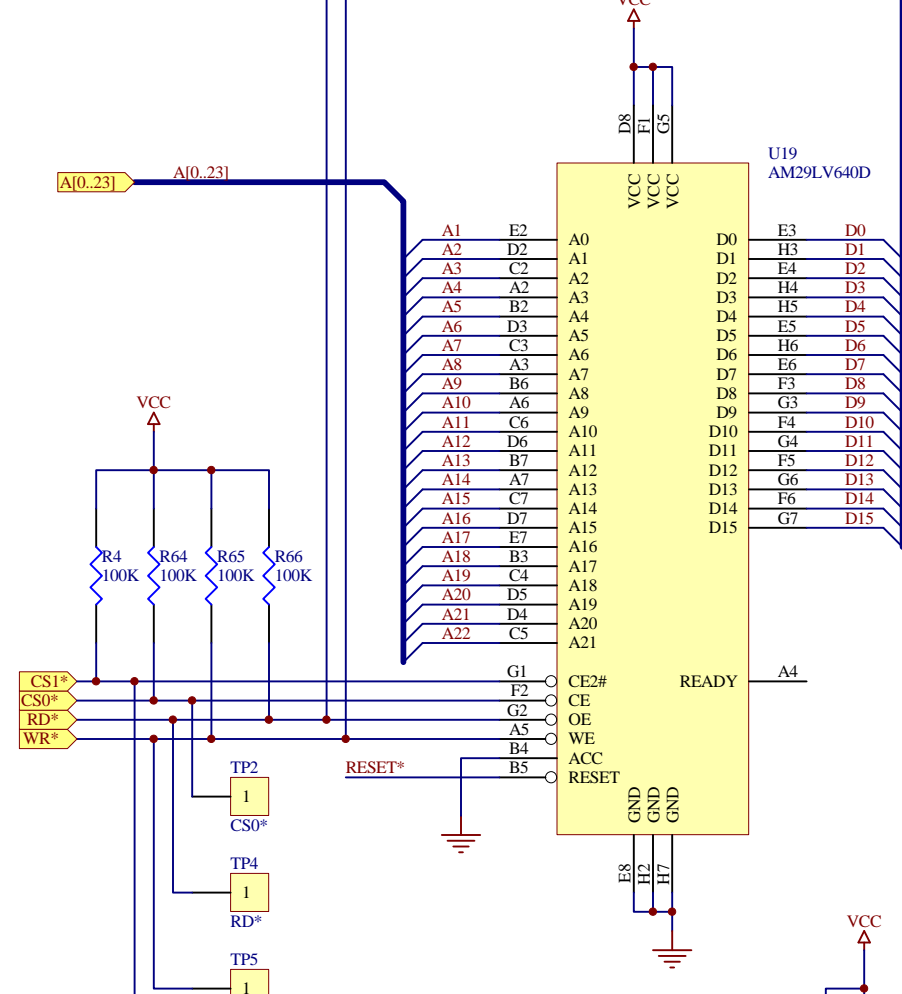 VCC
D8 F1 G5
U19
AM29LV640D
A[0..23] A[0..23]
VCC VCC VCC
A1 E2 A0 D0 E3 D0
A2 D2 A1 D1 H3 D1
A3 C2 A2 D2 E4 D2
A4 A2 A3 D3 H4 D3
A5 B2 A4 D4 H5 D4
A6 D3 A5 D5 E5 D5
A7 C3 A6 D6 H6 D6
A8 A3 A7 D7 E6 D7
A9 B6 A8 D8 F3 D8
A10 A6 A9 D9 G3 D9
A11 C6 A10 D10 F4 D10
A12 D6 A11 D11 G4 D11
A13 B7 A12 D12 F5 D12
A14 A7 A13 D13 G6 D13
A15 C7 A14 D14 F6 D14
A16 D7 A15 D15 G7 D15
A17 E7 A16
A18 B3 A17
A19 C4 A18
A20 D5 A19
A21 D4 A20
A22 C5 A21
VCC
R4 R64 R65 R66
100K 100K 100K 100K
CS1* G1 CE2# READY A4
CS0* F2 CE
RD* G2 OE
WR* A5 WE
B4 ACC
RESET* B5 RESET
GND GND GND
E8 H2 H7
TP2
1
CS0*
TP4
1
RD*
TP5
1
VCC